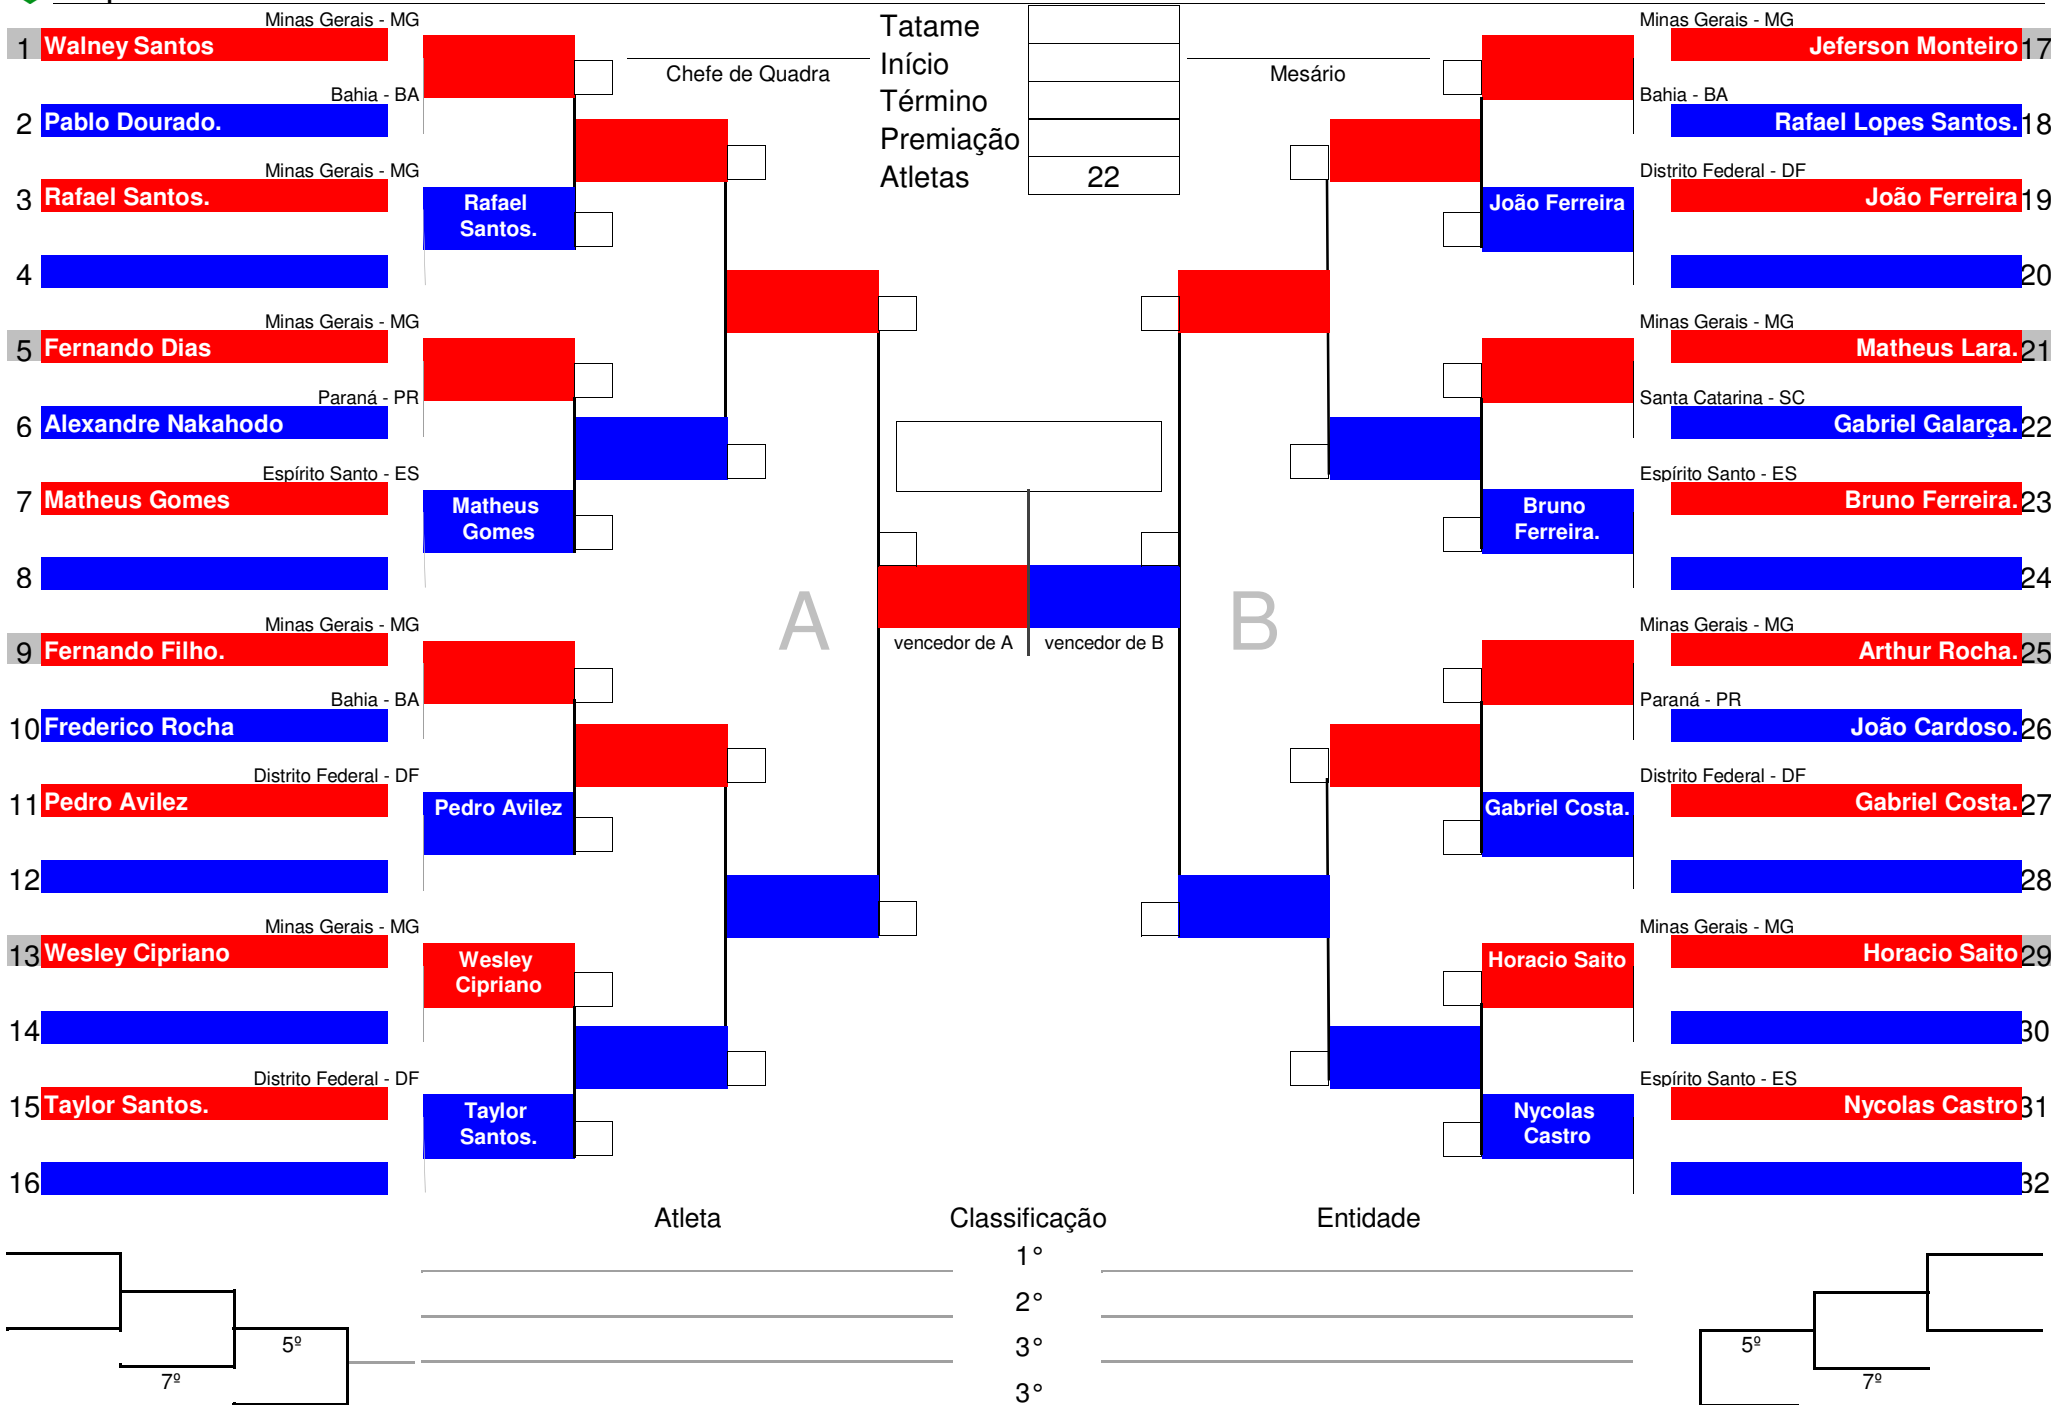 Minas Gerais - MG
1 Walney Santos
Bahia - BA
2 Pablo Dourado.
Minas Gerais - MG
3 Rafael Santos.
Rafael
Santos.
4
Minas Gerais - MG
5 Fernando Dias
Paraná - PR
6 Alexandre Nakahodo
Espírito Santo - ES
7 Matheus Gomes
Matheus
Gomes
8
Minas Gerais - MG
9 Fernando Filho.
Bahia - BA
10 Frederico Rocha
Distrito Federal - DF
11 Pedro Avilez
Pedro Avilez
12
Minas Gerais - MG
13 Wesley Cipriano
Wesley
Cipriano
14
Distrito Federal - DF
15 Taylor Santos.
Taylor
Santos.
16
Chefe de Quadra
Tatame
Início
Término
Premiação
Atletas 22
Mesário
A
B
vencedor de A
vencedor de B
Minas Gerais - MG
Jeferson Monteiro 17
Bahia - BA
Rafael Lopes Santos. 18
Distrito Federal - DF
João Ferreira 19
João Ferreira
20
Minas Gerais - MG
Matheus Lara. 21
Santa Catarina - SC
Gabriel Galarça. 22
Espírito Santo - ES
Bruno Ferreira. 23
Bruno
Ferreira.
24
Minas Gerais - MG
Arthur Rocha. 25
Paraná - PR
João Cardoso. 26
Distrito Federal - DF
Gabriel Costa. 27
Gabriel Costa.
28
Minas Gerais - MG
Horacio Saito 29
Horacio Saito
30
Espírito Santo - ES
Nycolas Castro 31
Nycolas
Castro
32
Atleta Classificação Entidade
1°
2°
3°
3°
5º
7º
5º
7º